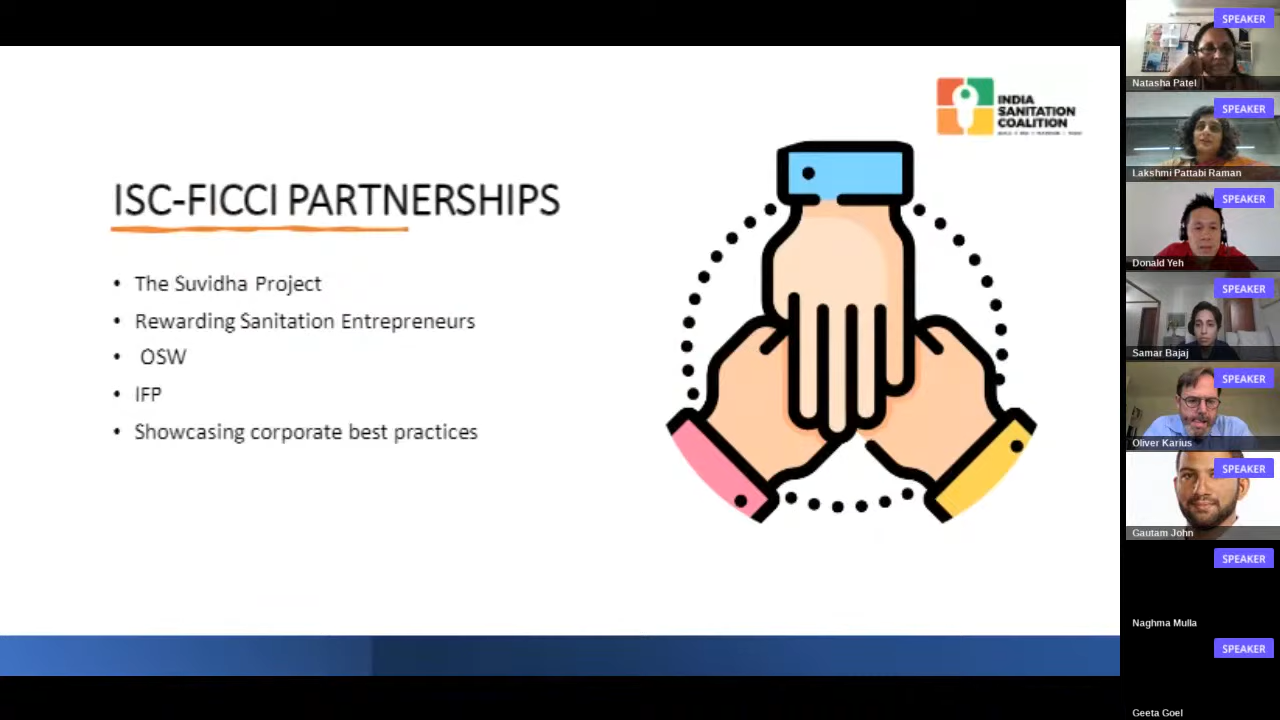 INDIA
SANITATION
COALITION
ISC-FICCI PARTNERSHIPS
• The Suvidha Project
• Rewarding Sanitation Entrepreneurs
• OSW
• IFP
• Showcasing corporate best practices
SPEAKER
Natasha Patel
SPEAKER
Lakshmi Pattabi Raman
SPEAKER
Donald Yeh
SPEAKER
Samar Bajaj
SPEAKER
Oliver Karius
SPEAKER
Gautam John
SPEAKER
Naghma Mulla
SPEAKER
Geeta Goel